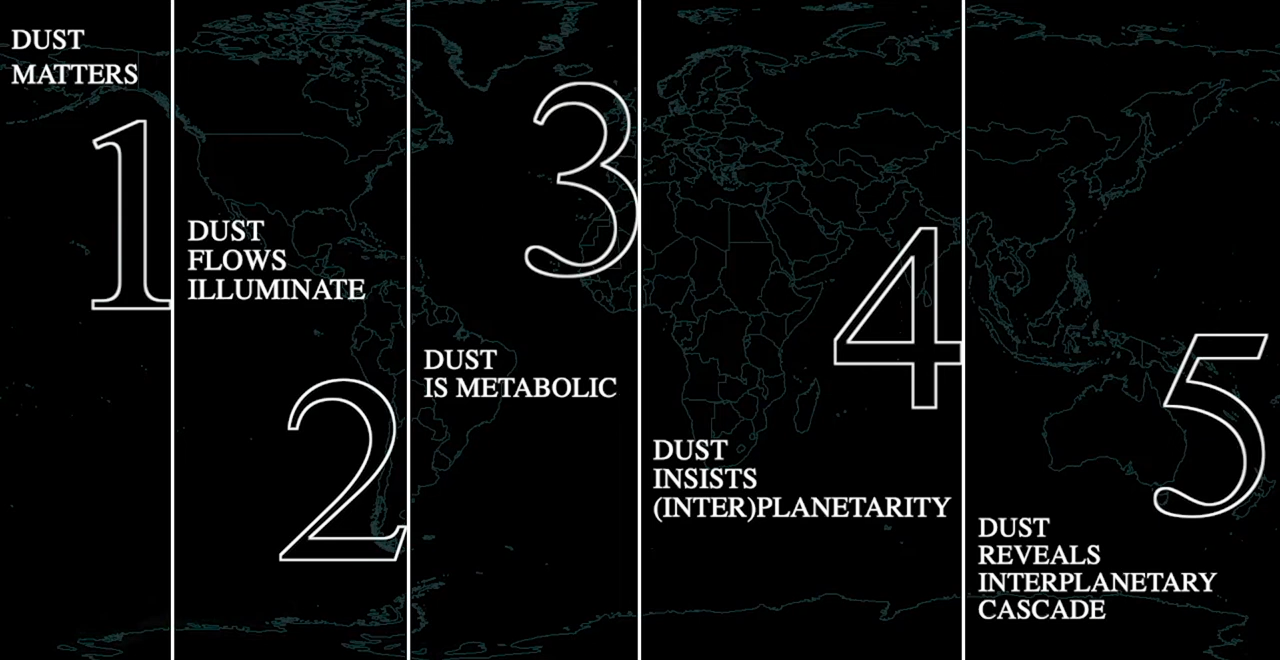 DUST
MATTERS
1
DUST
FLOWS
ILLUMINATE
2
3
DUST
IS METABOLIC
4
DUST
INSISTS
(INTER)PLANETARITY
5
DUST
REVEALS
INTERPLANETARY
CASCADE